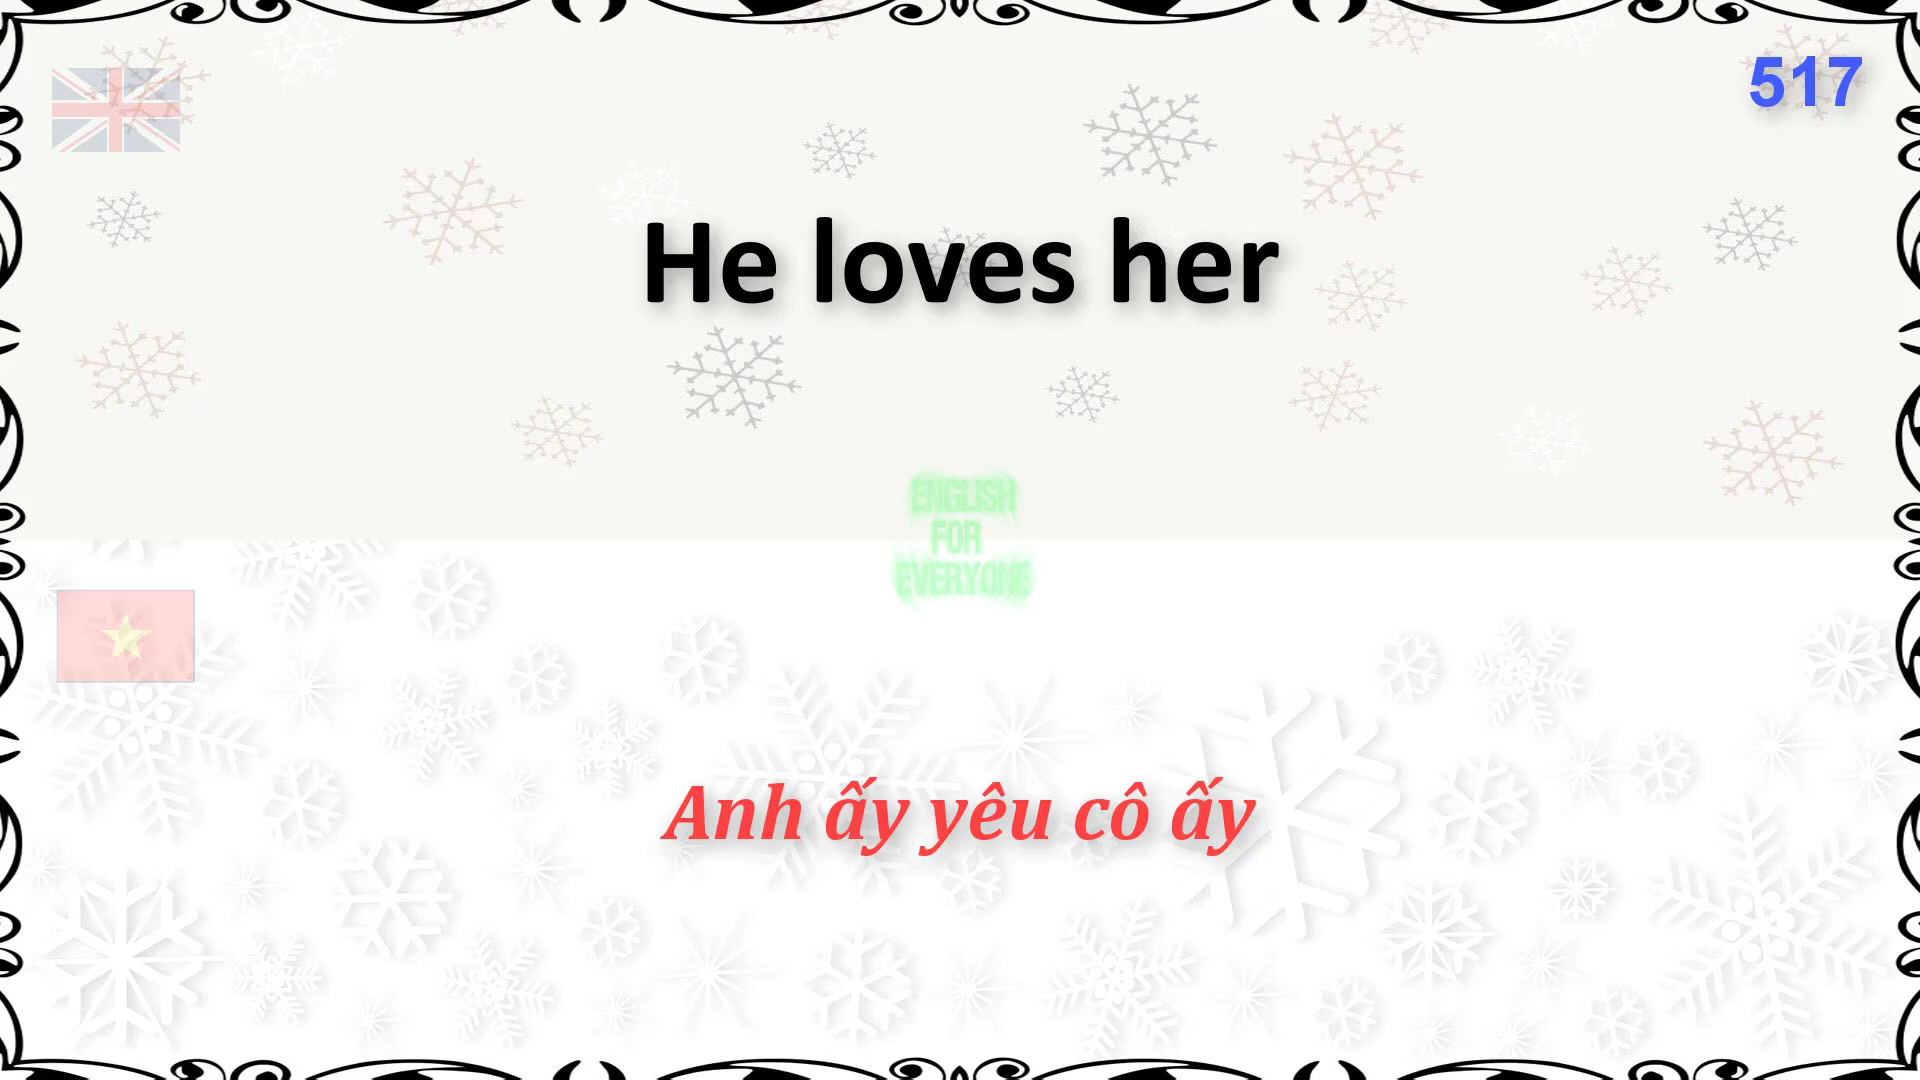 517
He loves her
ENGLISH
FOR
EVERYONE
Anh ấy yêu cô ấy